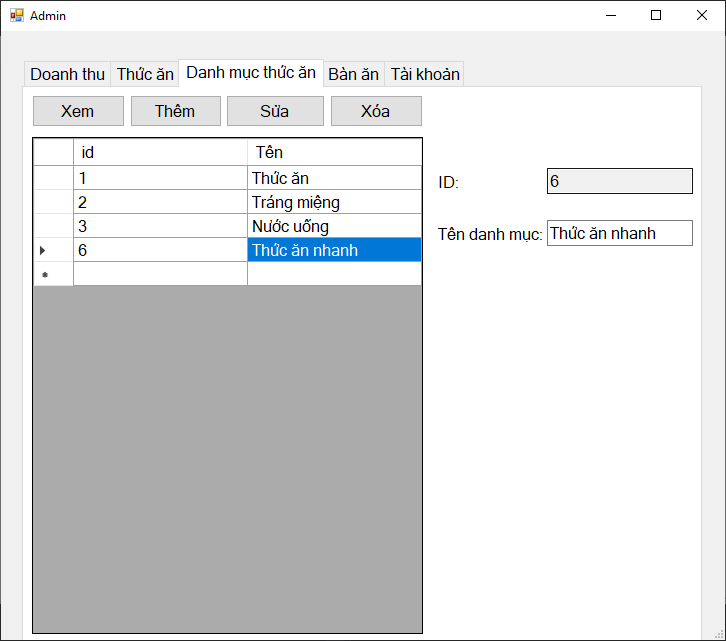 Admin
Doanh thu Thức ăn Danh mục thức ăn Bàn ăn Tài khoản
Xem Thêm Sửa Xóa
id Tên
1 Thức ăn
2 Tráng miệng
3 Nước uống
6 Thức ăn nhanh
ID: 6
Tên danh mục: Thức ăn nhanh